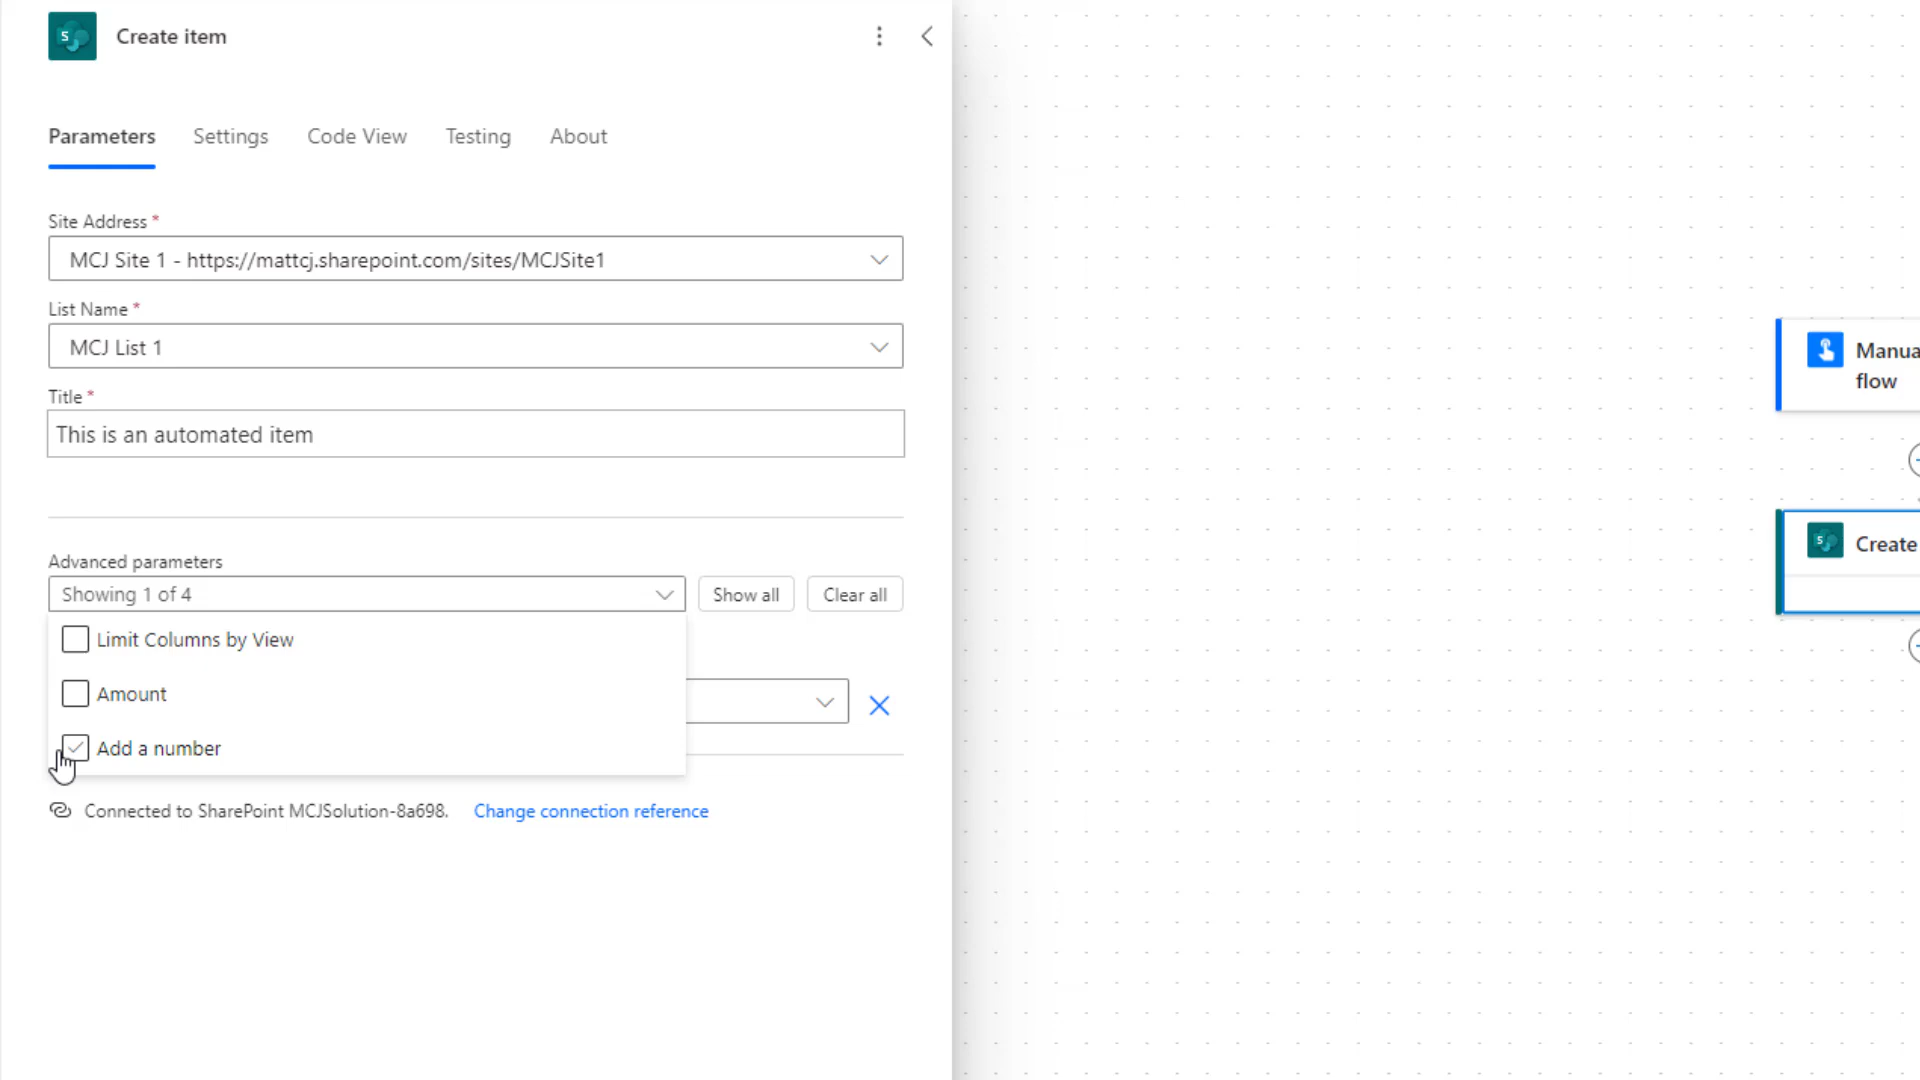 Create item
Parameters
Settings
Code View
Testing
About
Site Address *
MCJ Site 1 - https://mattcj.sharepoint.com/sites/MCJSite1
List Name *
MCJ List 1
Title *
This is an automated item
Advanced parameters
Showing 1 of 4
Show all
Clear all
Limit Columns by View
Amount
Add a number
Connected to SharePoint MCJSolution-8a698.
Change connection reference
Manua
flow
Create